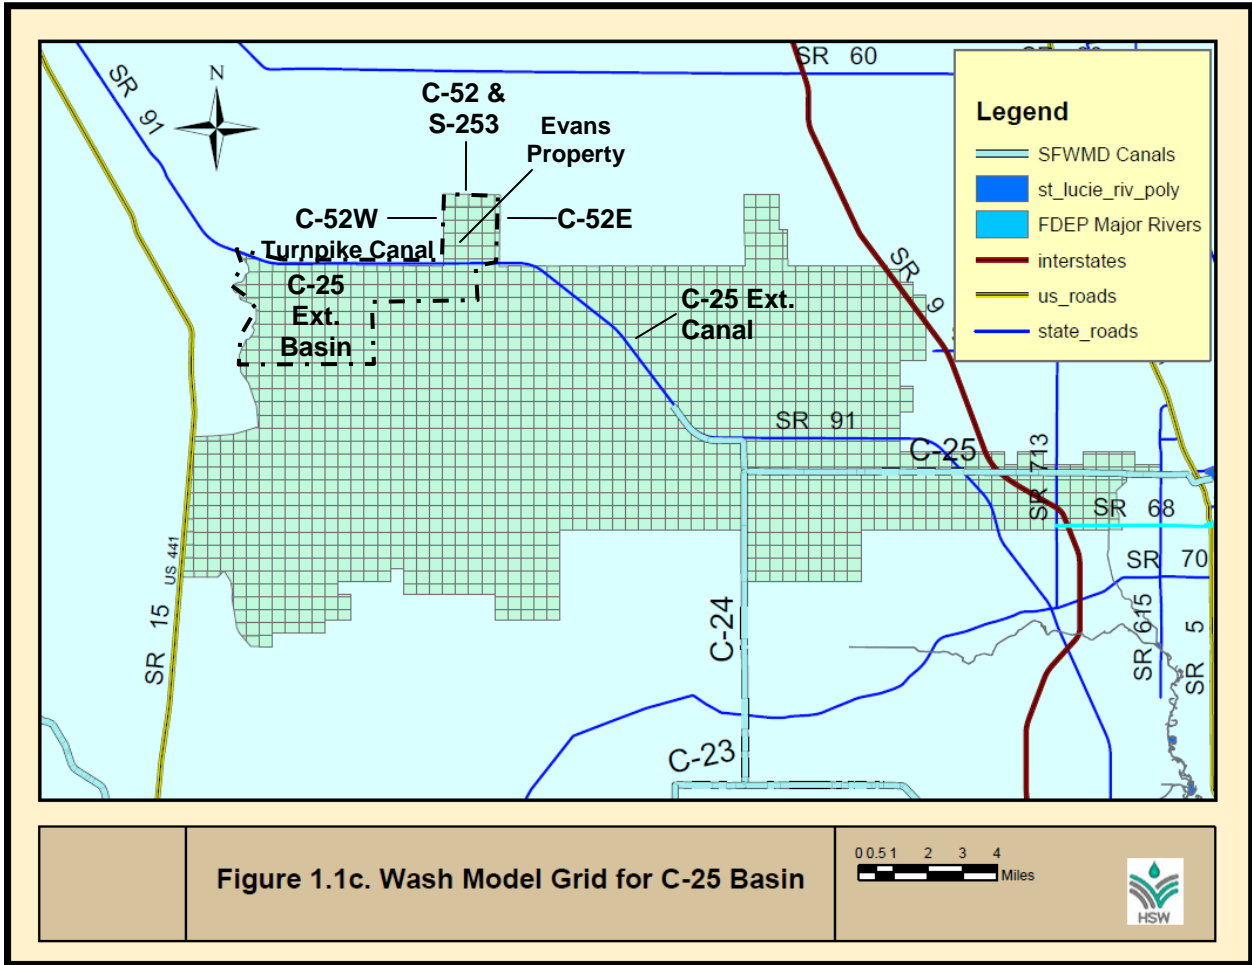 SR 60
SR 91
N
C-52 &
S-253
Evans
Property
C-52W
C-52E
Turnpike Canal
C-25
Ext.
Basin
C-25 Ext.
Canal
SR 9
Legend
SFWMD Canals
st_lucie_riv_poly
FDEP Major Rivers
interstates
us_roads
state_roads
SR 91
C-25
SR 713
SR 68
US 441
SR 15
C-24
SR 70
SR 615
SR 5
C-23
Figure 1.1c. Wash Model Grid for C-25 Basin
0 0.5 1 2 3 4
Miles
HSW